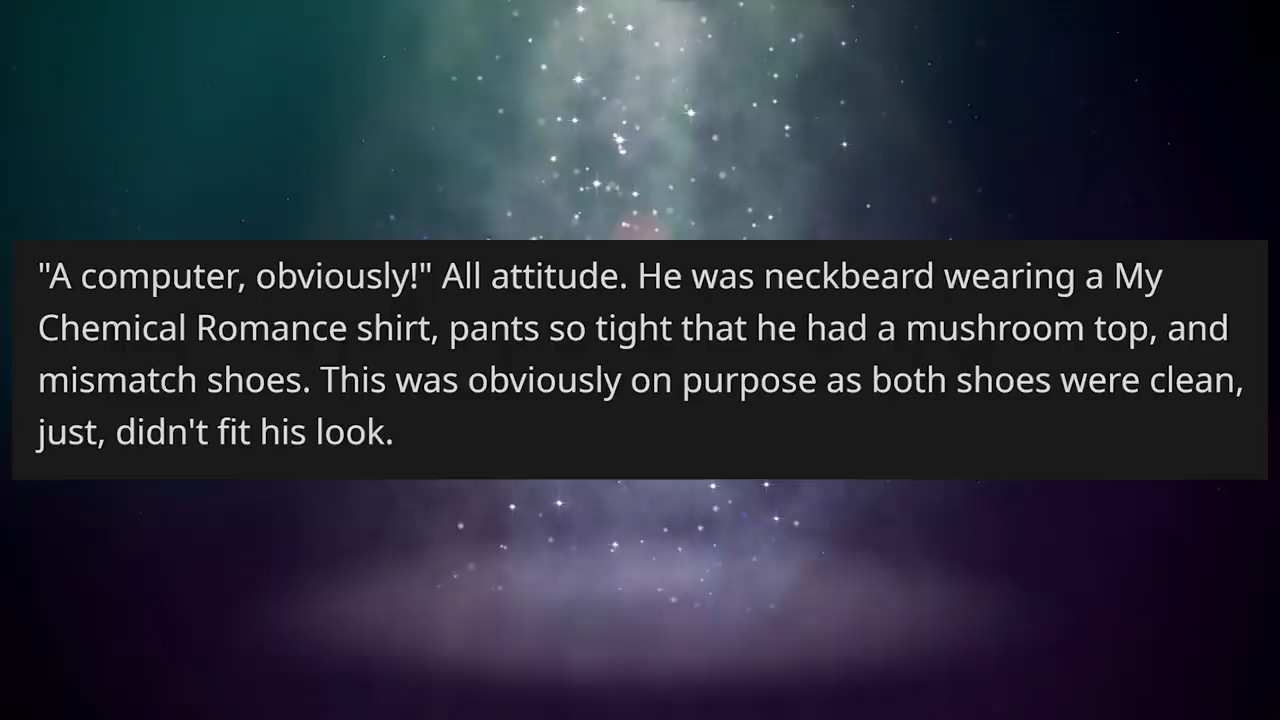 "A computer, obviously!" All attitude. He was neckbeard wearing a My
Chemical Romance shirt, pants so tight that he had a mushroom top, and
mismatch shoes. This was obviously on purpose as both shoes were clean,
just, didn't fit his look.